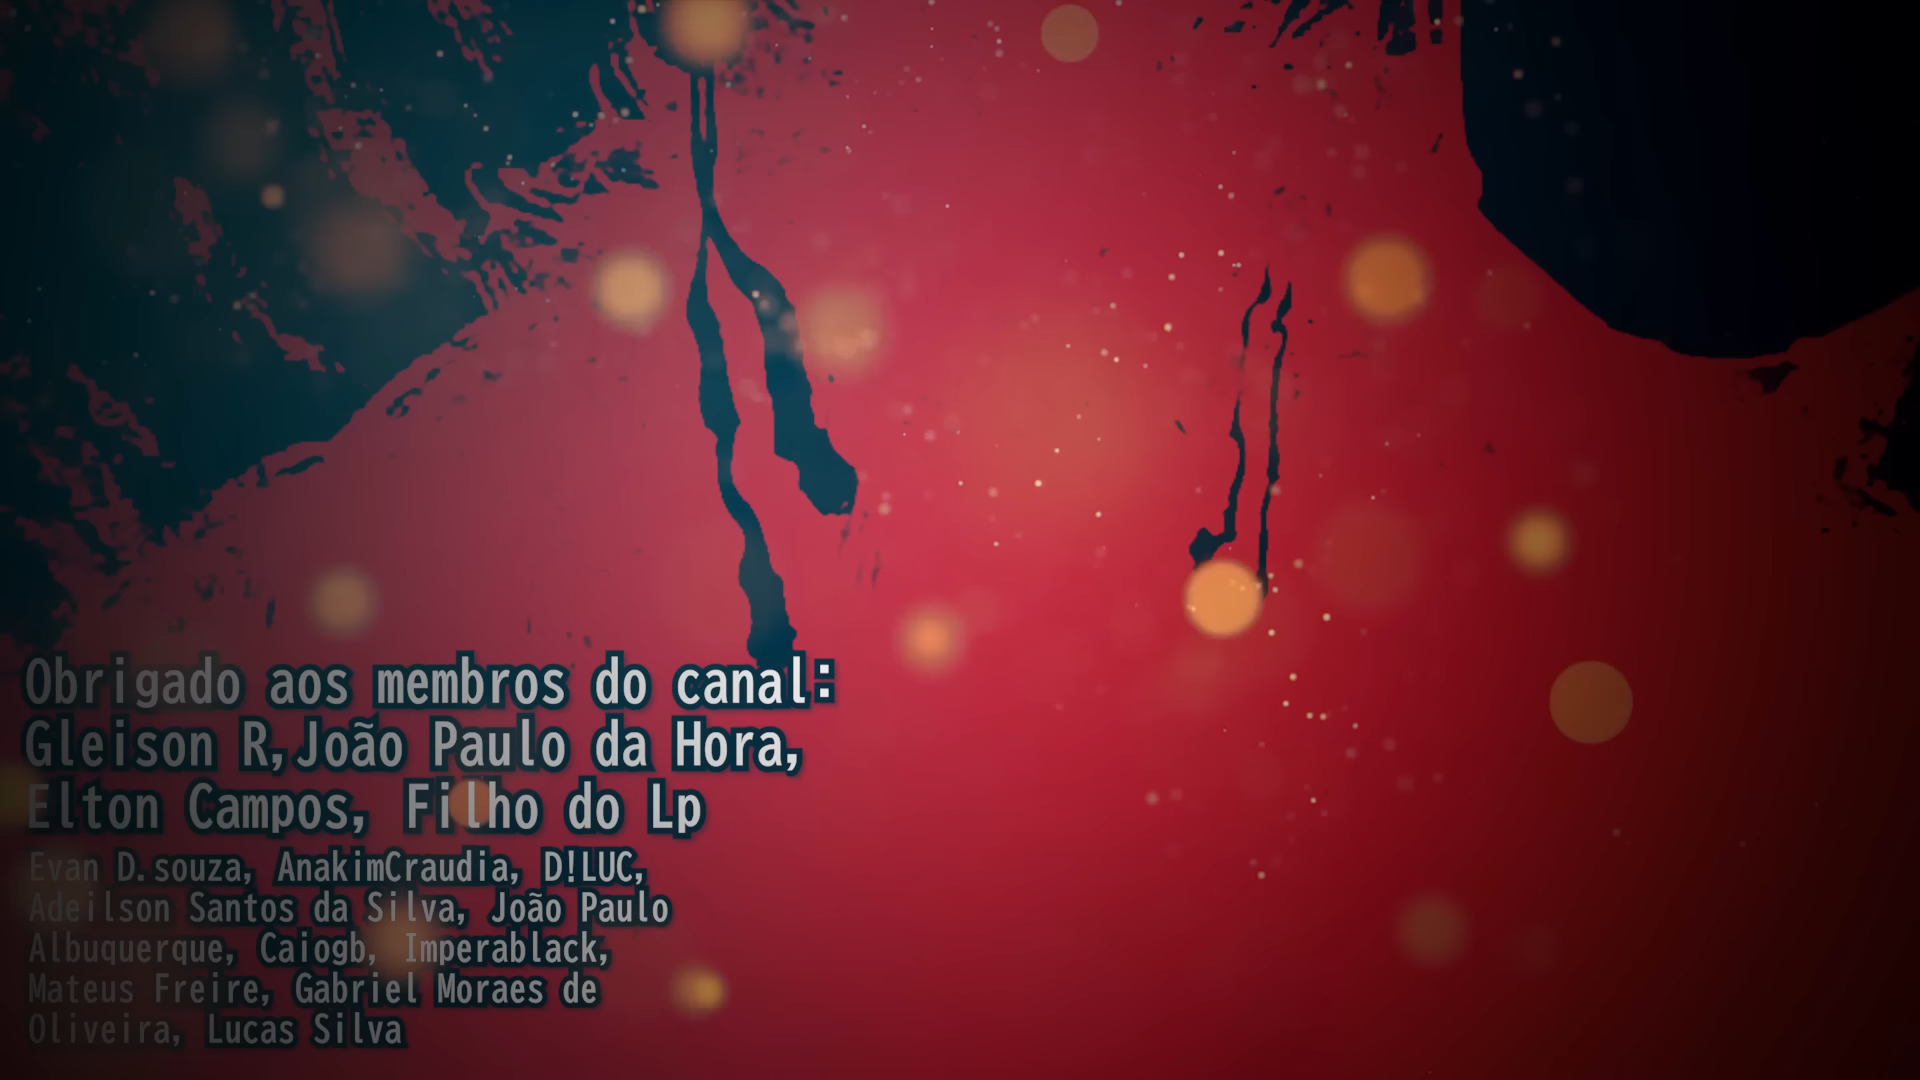 Obrigado aos membros do canal:
Gleison R,João Paulo da Hora,
Elton Campos, Filho do Lp
Evan D.souza, AnakimCraudia, D!LUC,
Adeilson Santos da Silva, João Paulo
Albuquerque, Caiogb, Imperablack,
Mateus Freire, Gabriel Moraes de
Oliveira, Lucas Silva